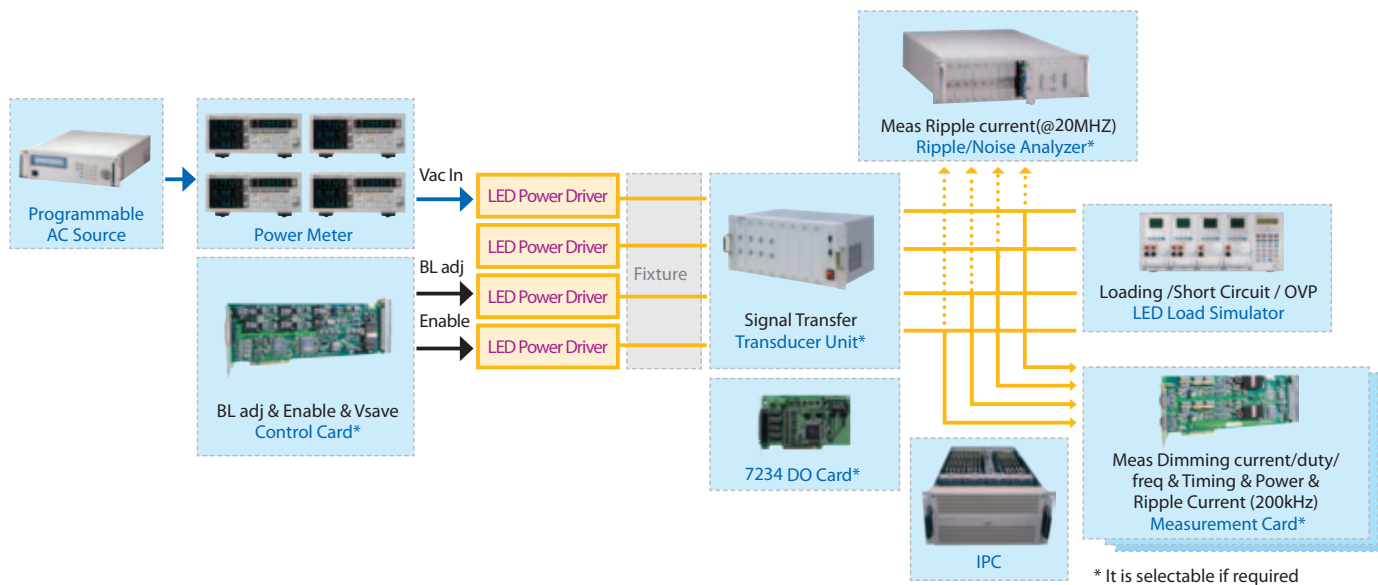 Programmable
AC Source
Power Meter
Vac In
BL adj
Enable
BL adj & Enable & Vsave
Control Card*
LED Power Driver
LED Power Driver
LED Power Driver
LED Power Driver
Fixture
Signal Transfer
Transducer Unit*
7234 DO Card*
Meas Ripple current(@20MHZ)
Ripple/Noise Analyzer*
Loading /Short Circuit / OVP
LED Load Simulator
IPC
Meas Dimming current/duty/
freq & Timing & Power &
Ripple Current (200kHz)
Measurement Card*
* It is selectable if required